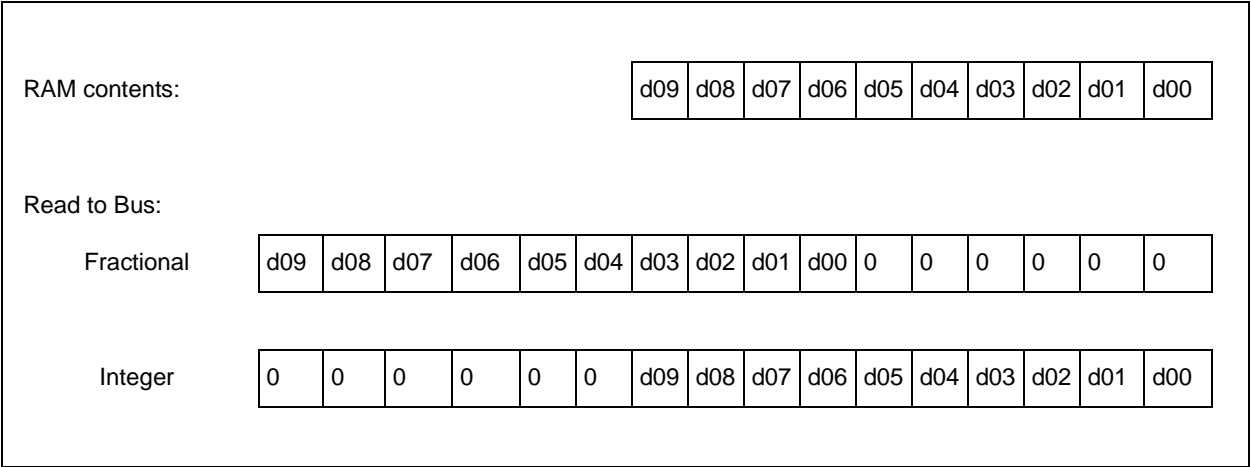 RAM contents: d09 d08 d07 d06 d05 d04 d03 d02 d01 d00
Read to Bus:
Fractional d09 d08 d07 d06 d05 d04 d03 d02 d01 d00 0 0 0 0 0 0
Integer 0 0 0 0 0 0 d09 d08 d07 d06 d05 d04 d03 d02 d01 d00